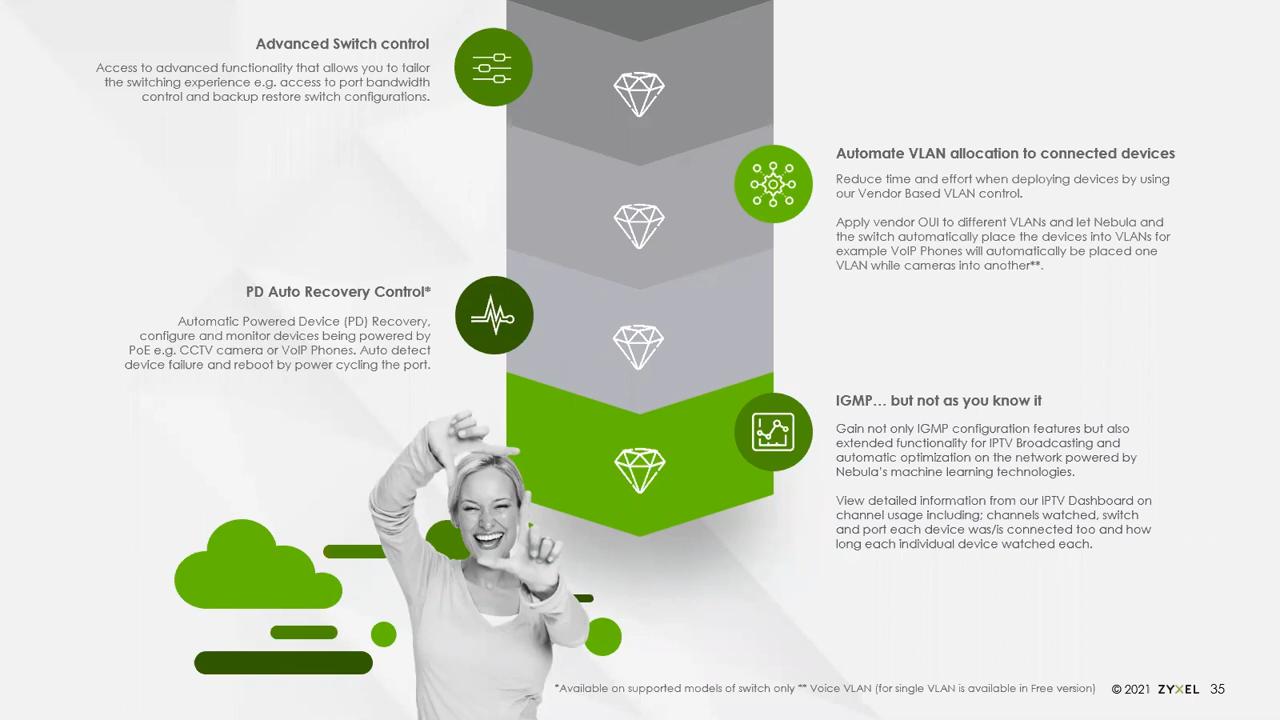 Advanced Switch control
Access to advanced functionality that allows you to tailor
the switching experience e.g. access to port bandwidth
control and backup restore switch configurations.
Automate VLAN allocation to connected devices
Reduce time and effort when deploying devices by using
our Vendor Based VLAN control.
Apply vendor OUI to different VLANs and let Nebula and
the switch automatically place the devices into VLANs for
example VoIP Phones will automatically be placed one
VLAN while cameras into another**.
PD Auto Recovery Control*
Automatic Powered Device (PD) Recovery,
configure and monitor devices being powered by
PoE e.g. CCTV camera or VoIP Phones. Auto detect
device failure and reboot by power cycling the port.
IGMP... but not as you know it
Gain not only IGMP configuration features but also
extended functionality for IPTV Broadcasting and
automatic optimization on the network powered by
Nebula's machine learning technologies.
View detailed information from our IPTV Dashboard on
channel usage including; channels watched, switch
and port each device was/is connected too and how
long each individual device watched each.
*Available on supported models of switch only ** Voice VLAN (for single VLAN is available in Free version) © 2021 ZYXEL 35